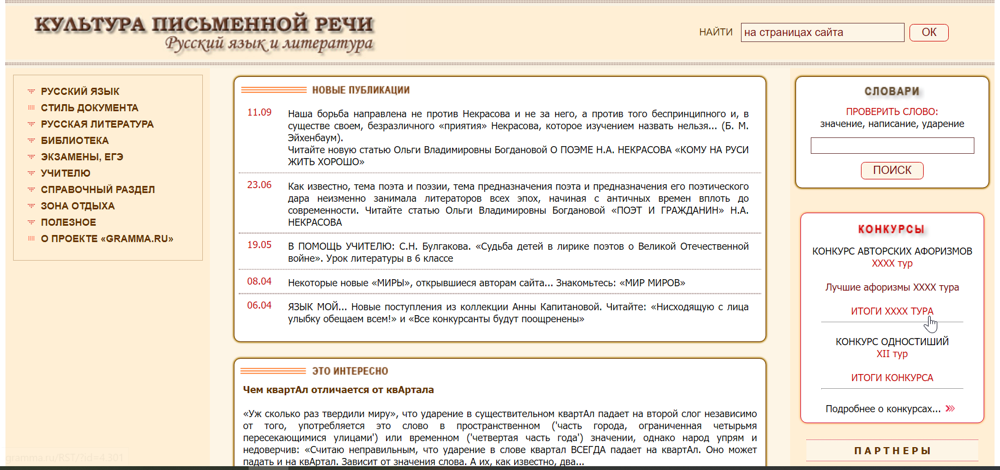 КУЛЬТУРА ПИСЬМЕННОЙ РЕЧИ
Русский язык и литература
НАЙТИ
на страницах сайта
ОК
РУССКИЙ ЯЗЫК
СТИЛЬ ДОКУМЕНТА
РУССКАЯ ЛИТЕРАТУРА
БИБЛИОТЕКА
ЭКЗАМЕНЫ, ЕГЭ
УЧИТЕЛЮ
СПРАВОЧНЫЙ РАЗДЕЛ
ЗОНА ОТДЫХА
ПОЛЕЗНОЕ
О ПРОЕКТЕ «GRAMMA.RU»
НОВЫЕ ПУБЛИКАЦИИ
11.09
Наша борьба направлена не против Некрасова и не за него, а против того беспринципного и, в
существе своем, безразличного «приятия» Некрасова, которое изучением назвать нельзя... (Б. М.
Эйхенбаум).
Читайте новую статью Ольги Владимировны Богдановой О ПОЭМЕ Н.А. НЕКРАСОВА «КОМУ НА РУСИ
ЖИТЬ ХОРОШО»
23.06
Как известно, тема поэта и поэзии, тема предназначения поэта и предназначения его поэтического
дара неизменно занимала литераторов всех эпох, начиная с античных времен вплоть до
современности. Читайте статью Ольги Владимировны Богдановой «ПОЭТ И ГРАЖДАНИН» Н.А.
НЕКРАСОВА
19.05
В ПОМОЩЬ УЧИТЕЛЮ: С.Н. Булгакова. «Судьба детей в лирике поэтов о Великой Отечественной
войне». Урок литературы в 6 классе
08.04
Некоторые новые «МИРЫ», открывшиеся авторам сайта... Знакомьтесь: «МИР МИРОВ»
06.04
ЯЗЫК МОЙ... Новые поступления из коллекции Анны Капитановой. Читайте: «Нисходящую с лица
улыбку обещаем всем!» и «Все конкурсанты будут поощренены»
ЭТО ИНТЕРЕСНО
Чем квартАл отличается от квАртала
«Уж сколько раз твердили миру», что ударение в существительном квартАл падает на второй слог независимо
от того, употребляется это слово в пространственном ('часть города, ограниченная четырьмя
пересекающимися улицами') или временном ('четвертая часть года') значении, однако народ упрям и
недоверчив: «Считаю неправильным, что ударение в слове квартал ВСЕГДА падает на квартАл. Оно может
падать и на квАртал. Зависит от значения слова. А их, как известно, два...
СЛОВАРИ
ПРОВЕРИТЬ СЛОВО:
значение, написание, ударение
ПОИСК
КОНКУРСЫ
КОНКУРС АВТОРСКИХ АФОРИЗМОВ
XXXX тур
Лучшие афоризмы XXXX тура
ИТОГИ XXXX ТУРА
КОНКУРС ОДНОСТИШИЙ
XII тур
ИТОГИ КОНКУРСА
Подробнее о конкурсах...
ПАРТНЕРЫ
gramma.ru/RST/?id=4.301